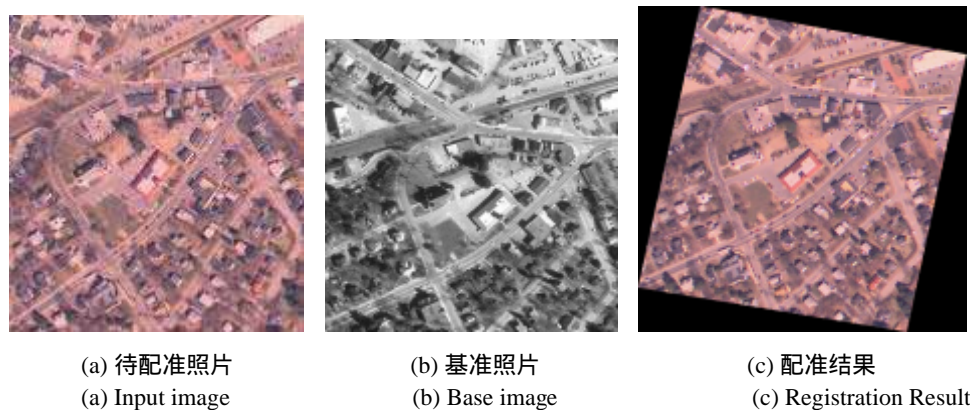 (a) 待配准照片
(b) 基准照片
(c) 配准结果
(a) Input image
(b) Base image
(c) Registration Result